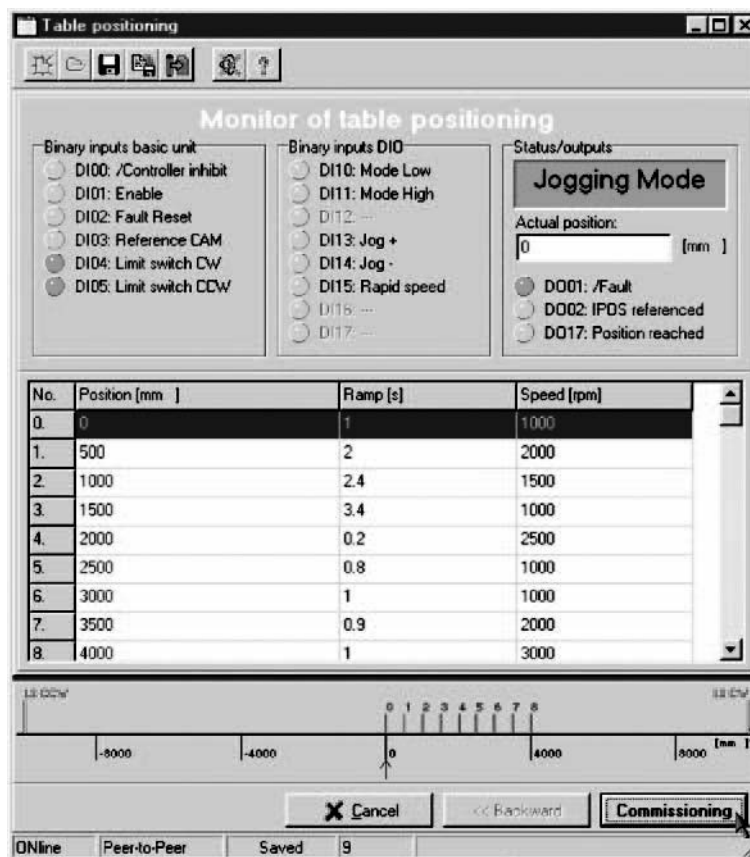 Table positioning
Monitor of table positioning
Binary inputs basic unit
DI00: /Controller inhibit
DI01: Enable
DI02: Fault Reset
DI03: Reference CAM
DI04: Limit switch CW
DI05: Limit switch CCW
Binary inputs DIO
DI10: Mode Low
DI11: Mode High
DI12: ---
DI13: Jog +
DI14: Jog -
DI15: Rapid speed
DI16: ---
DI17: ---
Status/outputs
Jogging Mode
Actual position:
0 [mm ]
DO01: /Fault
DO02: IPOS referenced
DO17: Position reached
No. Position [mm ] Ramp [s] Speed [rpm]
0. 0 1 1000
1. 500 2 2000
2. 1000 2.4 1500
3. 1500 3.4 1000
4. 2000 0.2 2500
5. 2500 0.8 1000
6. 3000 1 1000
7. 3500 0.9 2000
8. 4000 1 3000
LS CCW LS CW
0 1 2 3 4 5 6 7 8
-8000 -4000 0 4000 8000 [mm ]
X Cancel << Backward Commissioning
ONline Peer-to-Peer Saved 9